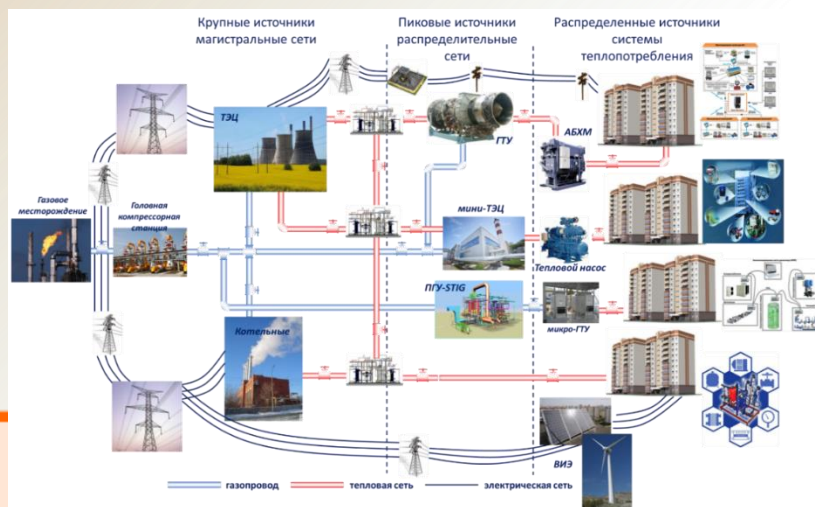 Крупные источники
магистральные сети
Пиковые источники
распределительные
сети
Распределенные источники
системы
теплопотребления
ТЭЦ
ГТУ
АБХМ
Газовое
месторождение
Головная
компрессорная
станция
мини-ТЭЦ
Тепловой насос
ПГУ-STIG
микро-ГТУ
Котельные
ВИЭ
газопровод
тепловая сеть
электрическая сеть